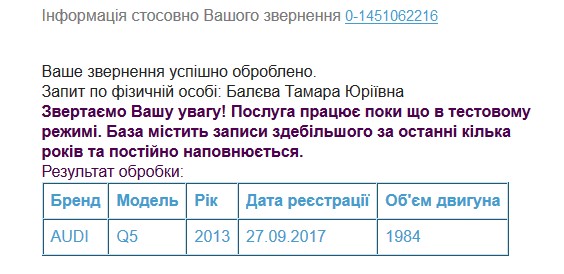 Інформація стосовно Вашого звернення 0-1451062216
Ваше звернення успішно оброблено.
Запит по фізичній особі: Балєва Тамара Юріївна
Звертаємо Вашу увагу! Послуга працює поки що в тестовому
режимі. База містить записи здебільшого за останні кілька
років та постійно наповнюється.
Результат обробки:
Бренд Модель Рік Дата реєстрації Об'єм двигуна
AUDI Q5 2013 27.09.2017 1984